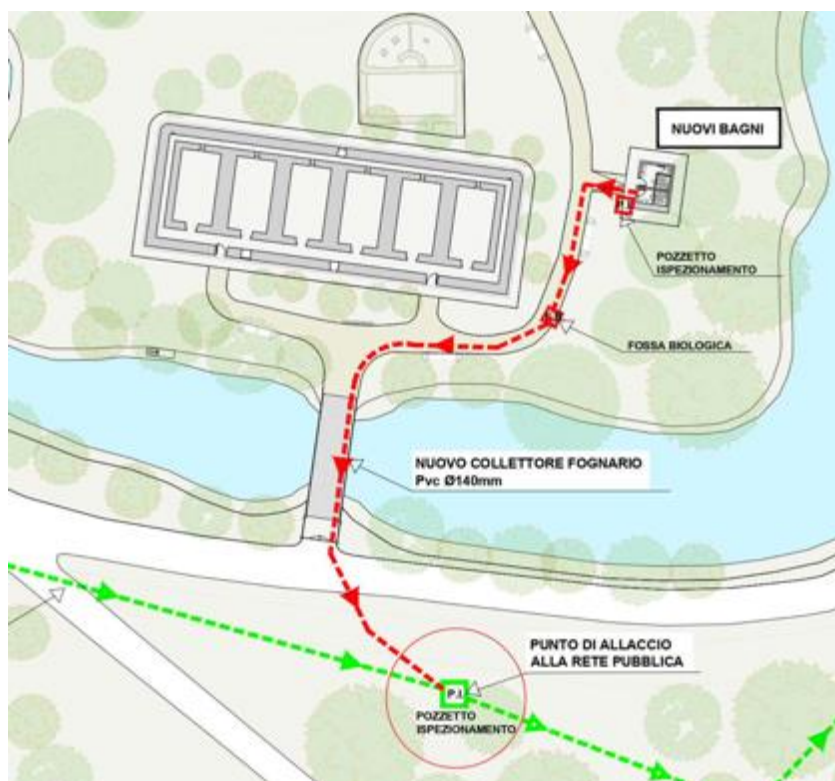 NUOVI BAGNI
POZZETTO
ISPEZIONAMENTO
FOSSA BIOLOGICA
NUOVO COLLETTORE FOGNARIO
Pvc Ø140mm
PUNTO DI ALLACCIO
ALLA RETE PUBBLICA
P.I.
POZZETTO
ISPEZIONAMENTO